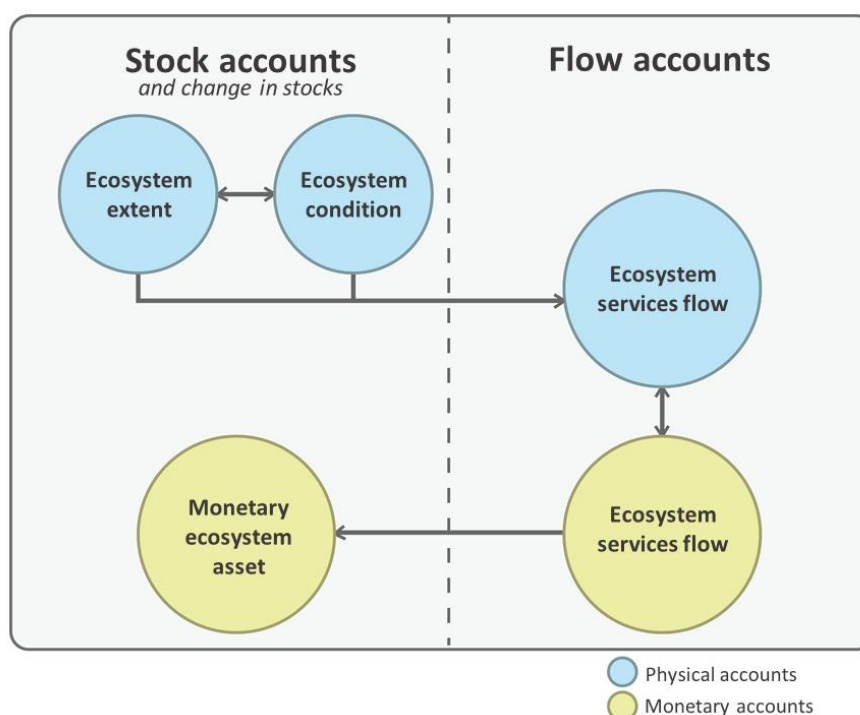 Stock accounts
and change in stocks
Flow accounts
Ecosystem
extent
Ecosystem
condition
Ecosystem
services flow
Monetary
ecosystem
asset
Ecosystem
services flow
Physical accounts
Monetary accounts